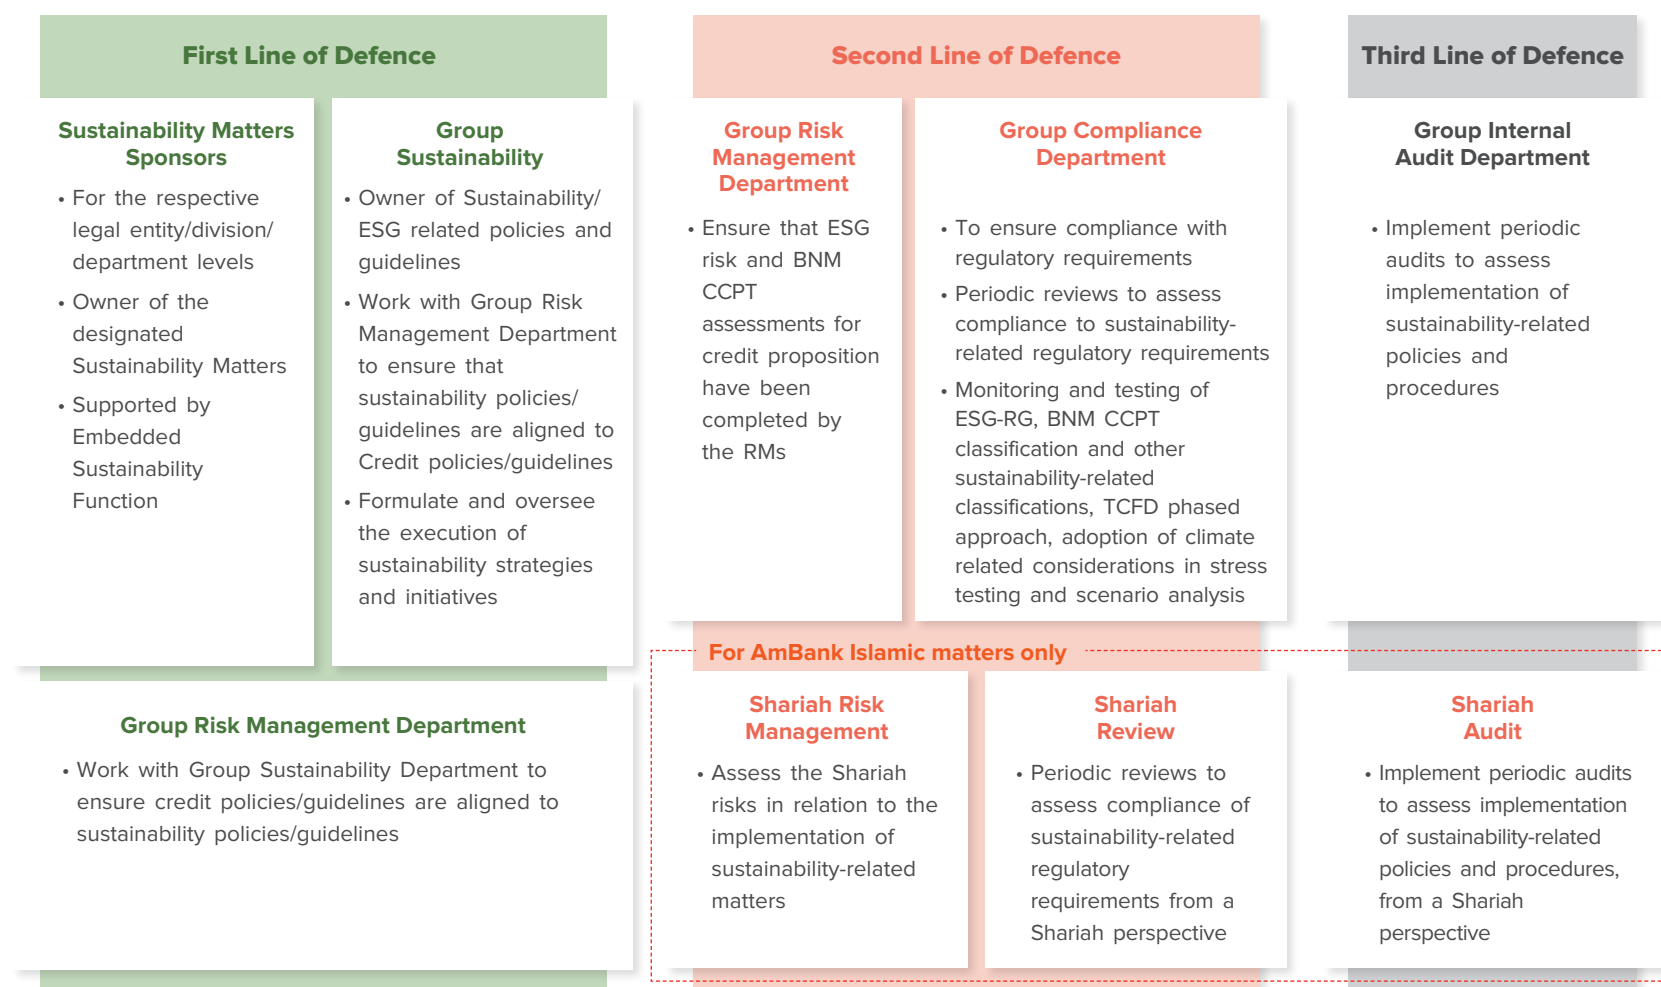 First Line of Defence
Sustainability Matters
Sponsors
• For the respective
legal entity/division/
department levels
• Owner of the
designated
Sustainability Matters
• Supported by
Embedded
Sustainability
Function
Group
Sustainability
• Owner of Sustainability/
ESG related policies and
guidelines
• Work with Group Risk
Management Department
to ensure that
sustainability policies/
guidelines are aligned to
Credit policies/guidelines
• Formulate and oversee
the execution of
sustainability strategies
and initiatives
Group Risk Management Department
• Work with Group Sustainability Department to
ensure credit policies/guidelines are aligned to
sustainability policies/guidelines
Second Line of Defence
Group Risk
Management
Department
• Ensure that ESG
risk and BNM
CCPT
assessments for
credit proposition
have been
completed by
the RMs
Group Compliance
Department
• To ensure compliance with
regulatory requirements
• Periodic reviews to assess
compliance to sustainability-
related regulatory requirements
• Monitoring and testing of
ESG-RG, BNM CCPT
classification and other
sustainability-related
classifications, TCFD phased
approach, adoption of climate
related considerations in stress
testing and scenario analysis
Third Line of Defence
Group Internal
Audit Department
• Implement periodic
audits to assess
implementation of
sustainability-related
policies and
procedures
For AmBank Islamic matters only
Shariah Risk
Management
• Assess the Shariah
risks in relation to the
implementation of
sustainability-related
matters
Shariah
Review
• Periodic reviews to
assess compliance of
sustainability-related
regulatory
requirements from a
Shariah perspective
Shariah
Audit
• Implement periodic audits
to assess implementation
of sustainability-related
policies and procedures,
from a Shariah
perspective